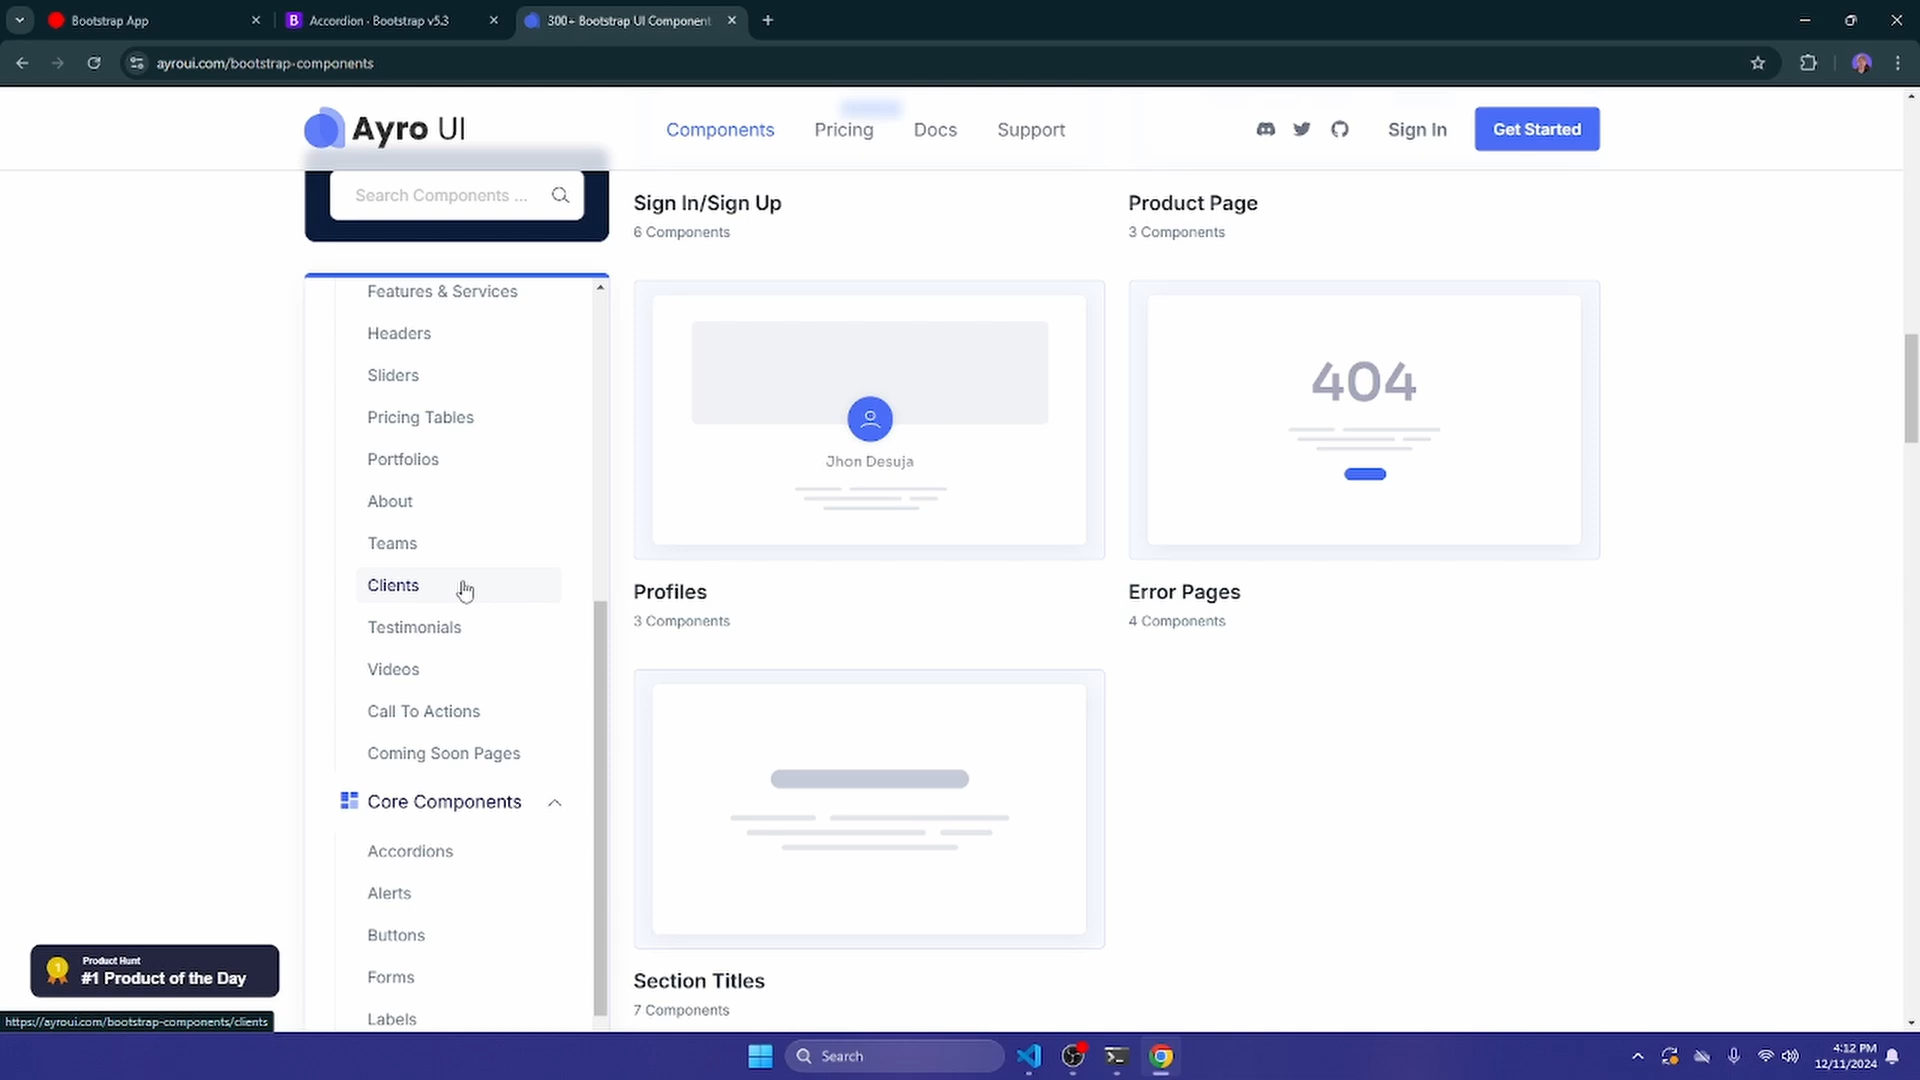 Bootstrap App
Accordion · Bootstrap v5.3
300+ Bootstrap UI Component
ayroui.com/bootstrap-components
Ayro UI
Components
Pricing
Docs
Support
Sign In
Get Started
Search Components ...
Sign In/Sign Up
6 Components
Product Page
3 Components
Features & Services
Headers
Sliders
Pricing Tables
Portfolios
About
Teams
Clients
Testimonials
Videos
Call To Actions
Coming Soon Pages
Core Components
Accordions
Alerts
Buttons
Forms
Labels
Jhon Desuja
Profiles
3 Components
404
Error Pages
4 Components
Section Titles
7 Components
1
Product Hunt
#1 Product of the Day
https://ayroui.com/bootstrap-components/clients
Search
4:12 PM
12/11/2024